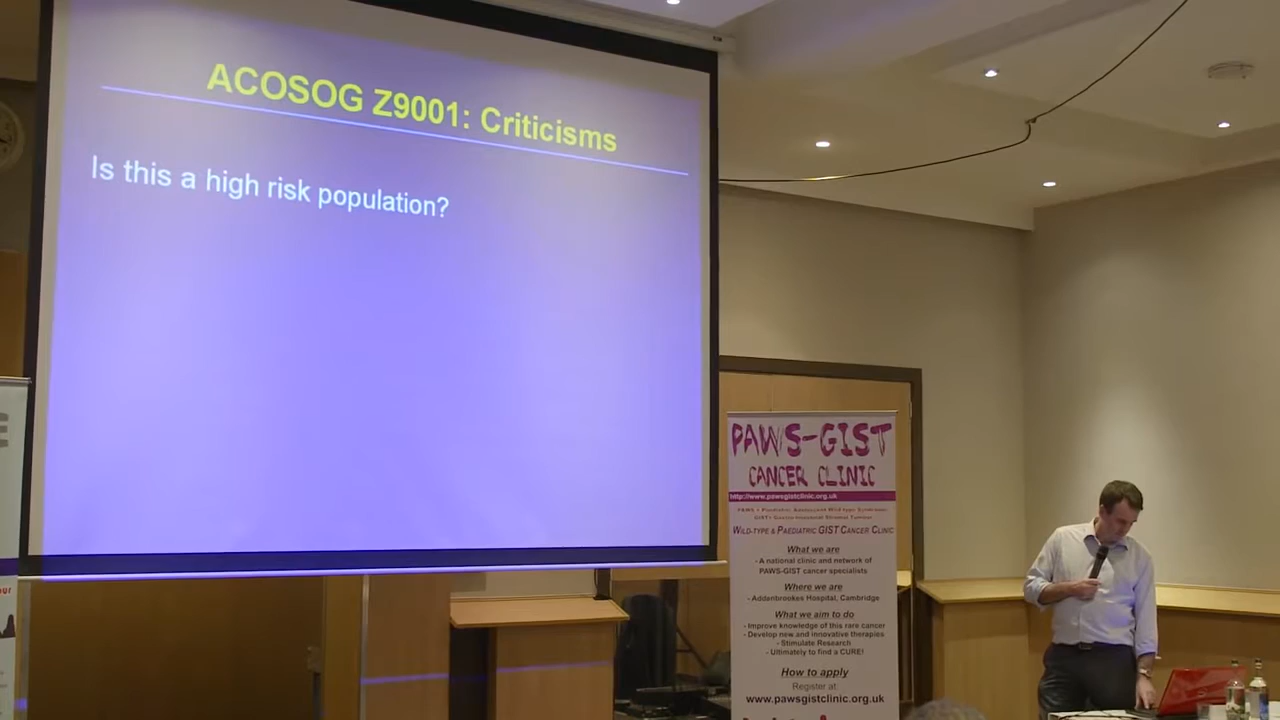 ACOSOG Z9001: Criticisms
Is this a high risk population?
PAWS-GIST
CANCER CLINIC
http://www.pawsgistclinic.org.uk
WILD-TYPE & PAEDIATRIC GIST CANCER CLINIC
What we are
- A national clinic and network of
PAWS-GIST cancer specialists
Where we are
- Addenbrookes Hospital, Cambridge
What we aim to do
- Improve knowledge of this rare cancer
- Develop new and innovative therapies
- Stimulate Research
- Ultimately to find a CURE!
How to apply
Register at
www.pawsgistclinic.org.uk